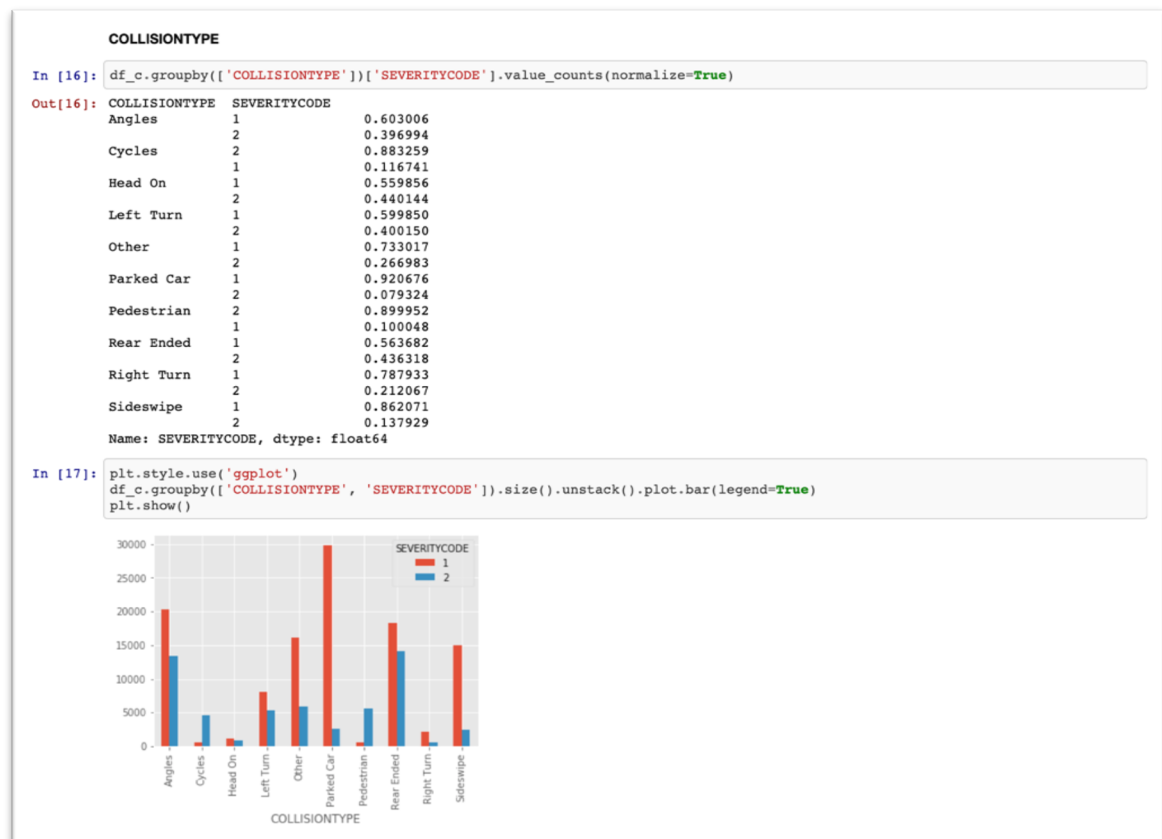 COLLISIONTYPE
In [16]: df_c.groupby(['COLLISIONTYPE'])['SEVERITYCODE'].value_counts(normalize=True)
Out[16]: COLLISIONTYPE  SEVERITYCODE
Angles         1               0.603006
               2               0.396994
Cycles         2               0.883259
               1               0.116741
Head On        1               0.559856
               2               0.440144
Left Turn      1               0.599850
               2               0.400150
Other          1               0.733017
               2               0.266983
Parked Car     1               0.920676
               2               0.079324
Pedestrian     2               0.899952
               1               0.100048
Rear Ended     1               0.563682
               2               0.436318
Right Turn     1               0.787933
               2               0.212067
Sideswipe      1               0.862071
               2               0.137929
Name: SEVERITYCODE, dtype: float64
In [17]: plt.style.use('ggplot')
df_c.groupby(['COLLISIONTYPE', 'SEVERITYCODE']).size().unstack().plot.bar(legend=True)
plt.show()
SEVERITYCODE
1
2
30000
25000
20000
15000
10000
5000
0
Angles
Cycles
Head On
Left Turn
Other
Parked Car
Pedestrian
Rear Ended
Right Turn
Sideswipe
COLLISIONTYPE